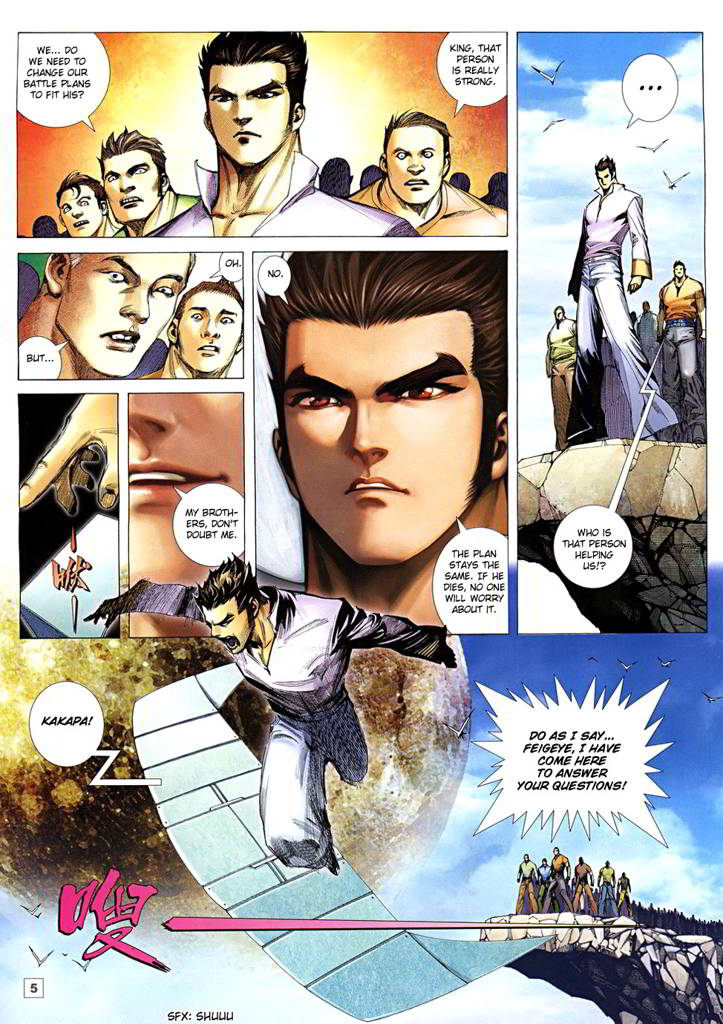 KING, THAT
PERSON
IS REALLY
STRONG.
WE... DO
WE NEED TO
CHANGE OUR
BATTLE PLANS
TO FIT HIS?
...
WHO IS
THAT PERSON
HELPING
US!?
OH.
BUT...
NO.
THE PLAN
STAYS THE
SAME. IF HE
DIES, NO ONE
WILL WORRY
ABOUT IT.
MY BROTH-
ERS, DON'T
DOUBT ME.
KAKAPA!
DO AS I SAY...
FEIGEYE, I HAVE
COME HERE
TO ANSWER
YOUR QUESTIONS!
嗖
5
SFX: SHUUU